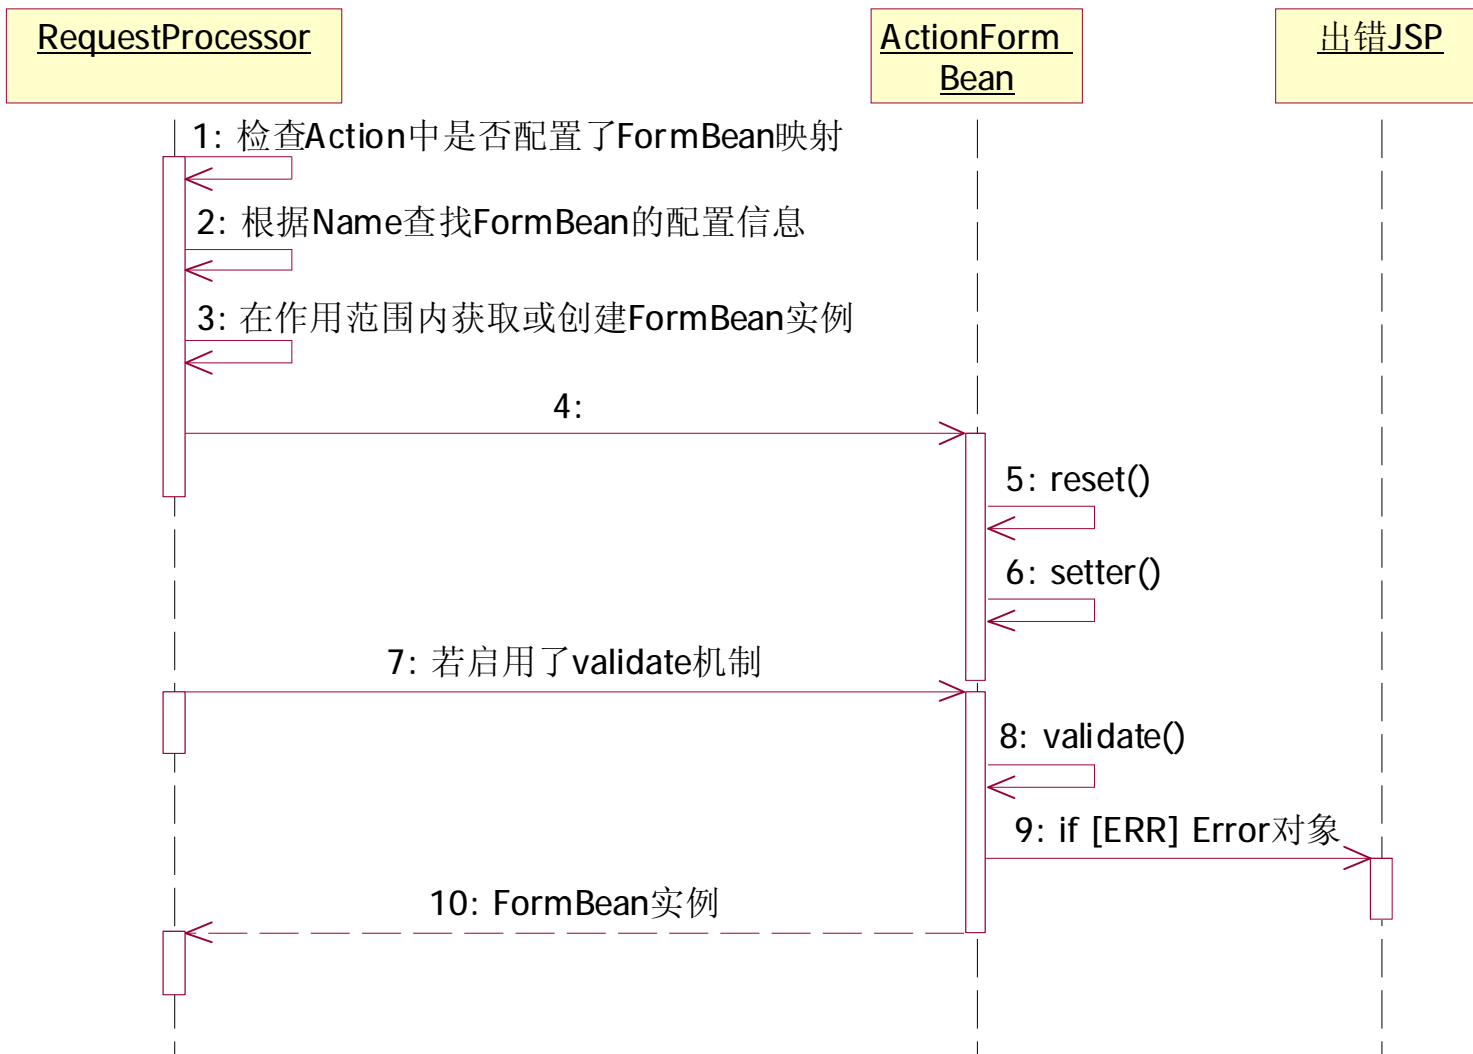 RequestProcessor
ActionForm
Bean
出错JSP
1: 检查Action中是否配置了FormBean映射
2: 根据Name查找FormBean的配置信息
3: 在作用范围内获取或创建FormBean实例
4:
5: reset()
6: setter()
7: 若启用了validate机制
8: validate()
9: if [ERR] Error对象
10: FormBean实例